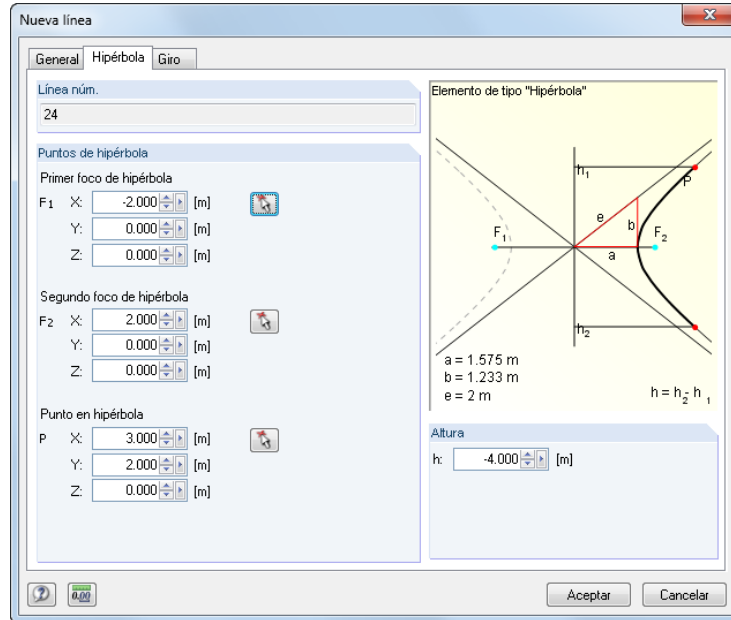 Nueva línea
General Hipérbola Giro
Línea núm.
24
Puntos de hipérbola
Primer foco de hipérbola
F1 X: -2.000 [m]
Y: 0.000 [m]
Z: 0.000 [m]
Segundo foco de hipérbola
F2 X: 2.000 [m]
Y: 0.000 [m]
Z: 0.000 [m]
Punto en hipérbola
P X: 3.000 [m]
Y: 2.000 [m]
Z: 0.000 [m]
Elemento de tipo "Hipérbola"
h1
P
e
F1 b F2
a
h2
a = 1.575 m
b = 1.233 m
e = 2 m
h = h2 - h1
Altura
h: -4.000 [m]
0.00
Aceptar Cancelar